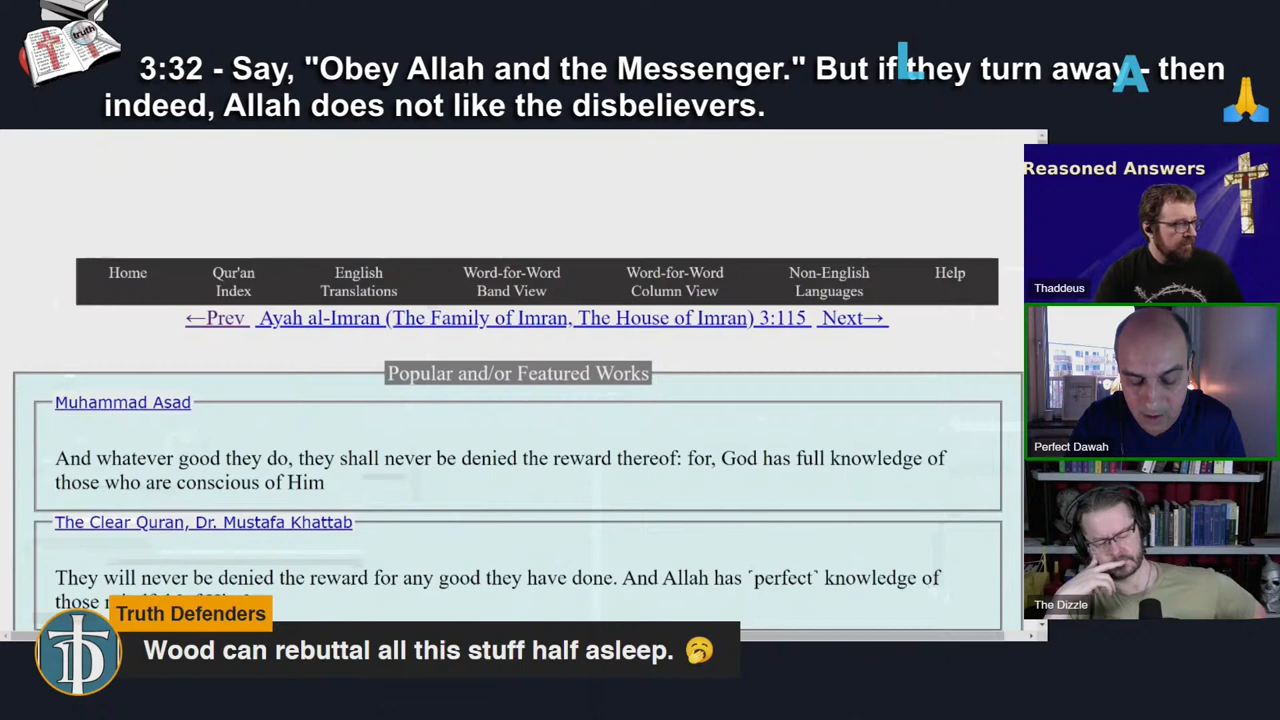 truth
3:32 - Say, "Obey Allah and the Messenger." But if they turn away - then
indeed, Allah does not like the disbelievers.
L
A
Reasoned Answers
Thaddeus
Perfect Dawah
The Dizzle
Home
Qur'an
Index
English
Translations
Word-for-Word
Band View
Word-for-Word
Column View
Non-English
Languages
Help
←Prev Ayah al-Imran (The Family of Imran, The House of Imran) 3:115 Next→
Popular and/or Featured Works
Muhammad Asad
And whatever good they do, they shall never be denied the reward thereof: for, God has full knowledge of
those who are conscious of Him
The Clear Quran, Dr. Mustafa Khattab
They will never be denied the reward for any good they have done. And Allah has ˹perfect˺ knowledge of
those
Truth Defenders
Wood can rebuttal all this stuff half asleep. 🥱